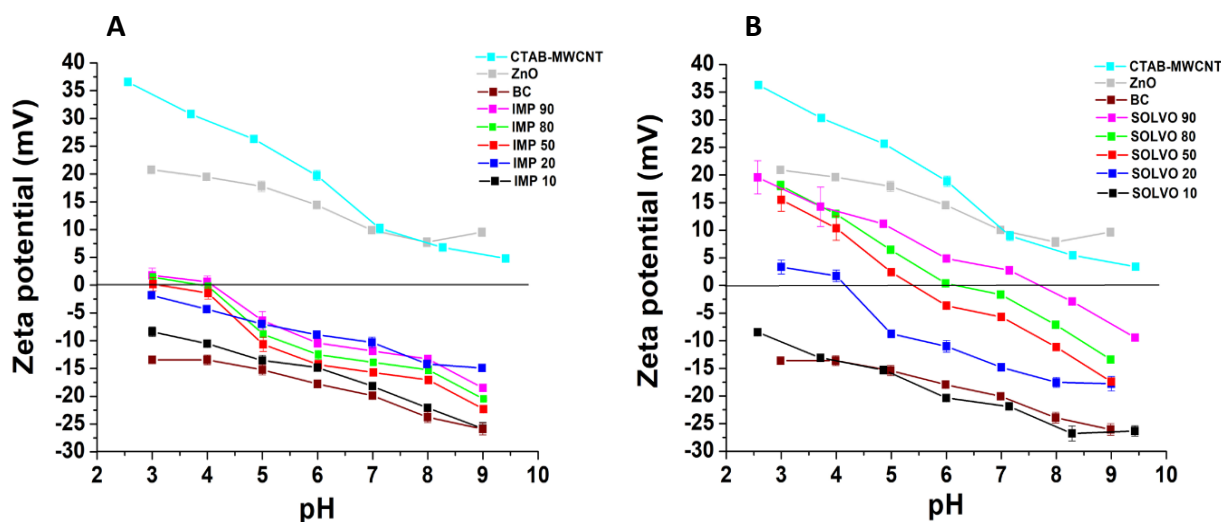 A
Zeta potential (mV)
40
35
30
25
20
15
10
5
0
-5
-10
-15
-20
-25
-30
2 3 4 5 6 7 8 9 10
pH
CTAB-MWCNT
ZnO
BC
IMP 90
IMP 80
IMP 50
IMP 20
IMP 10
B
Zeta potential (mV)
40
35
30
25
20
15
10
5
0
-5
-10
-15
-20
-25
-30
2 3 4 5 6 7 8 9 10
pH
CTAB-MWCNT
ZnO
BC
SOLVO 90
SOLVO 80
SOLVO 50
SOLVO 20
SOLVO 10